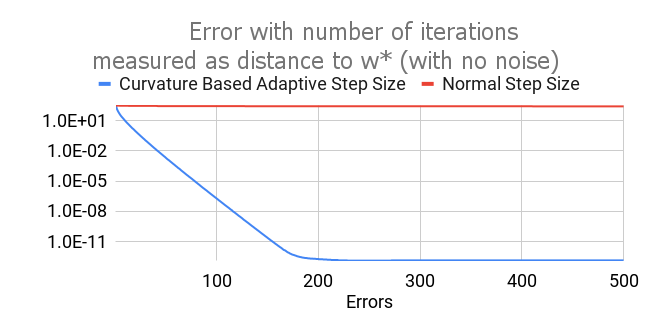 Error with number of iterations
measured as distance to w* (with no noise)
Curvature Based Adaptive Step Size Normal Step Size
1.0E+01
1.0E-02
1.0E-05
1.0E-08
1.0E-11
100 200 300 400 500
Errors